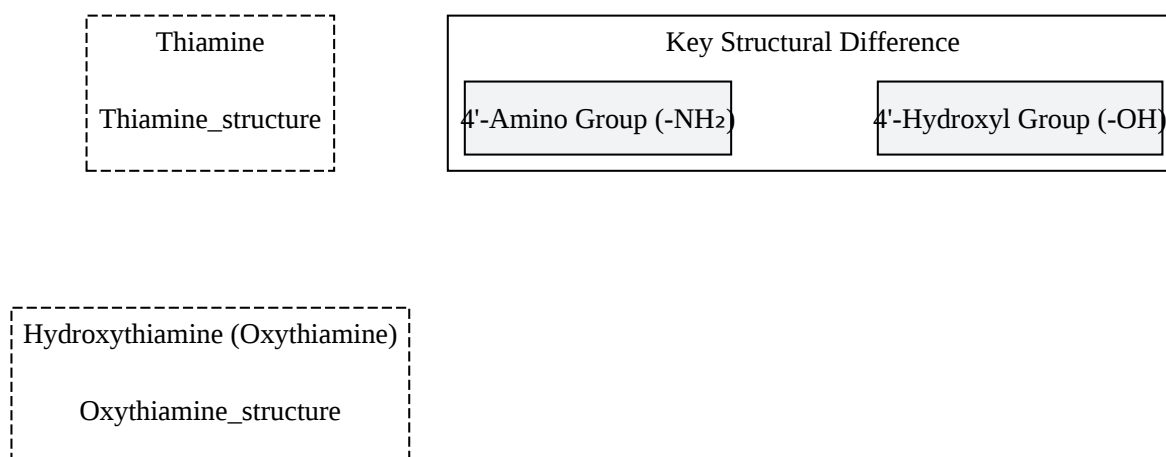 Thiamine
Thiamine_structure
Key Structural Difference
4'-Amino Group (-NH₂)
4'-Hydroxyl Group (-OH)
Hydroxythiamine (Oxythiamine)
Oxythiamine_structure